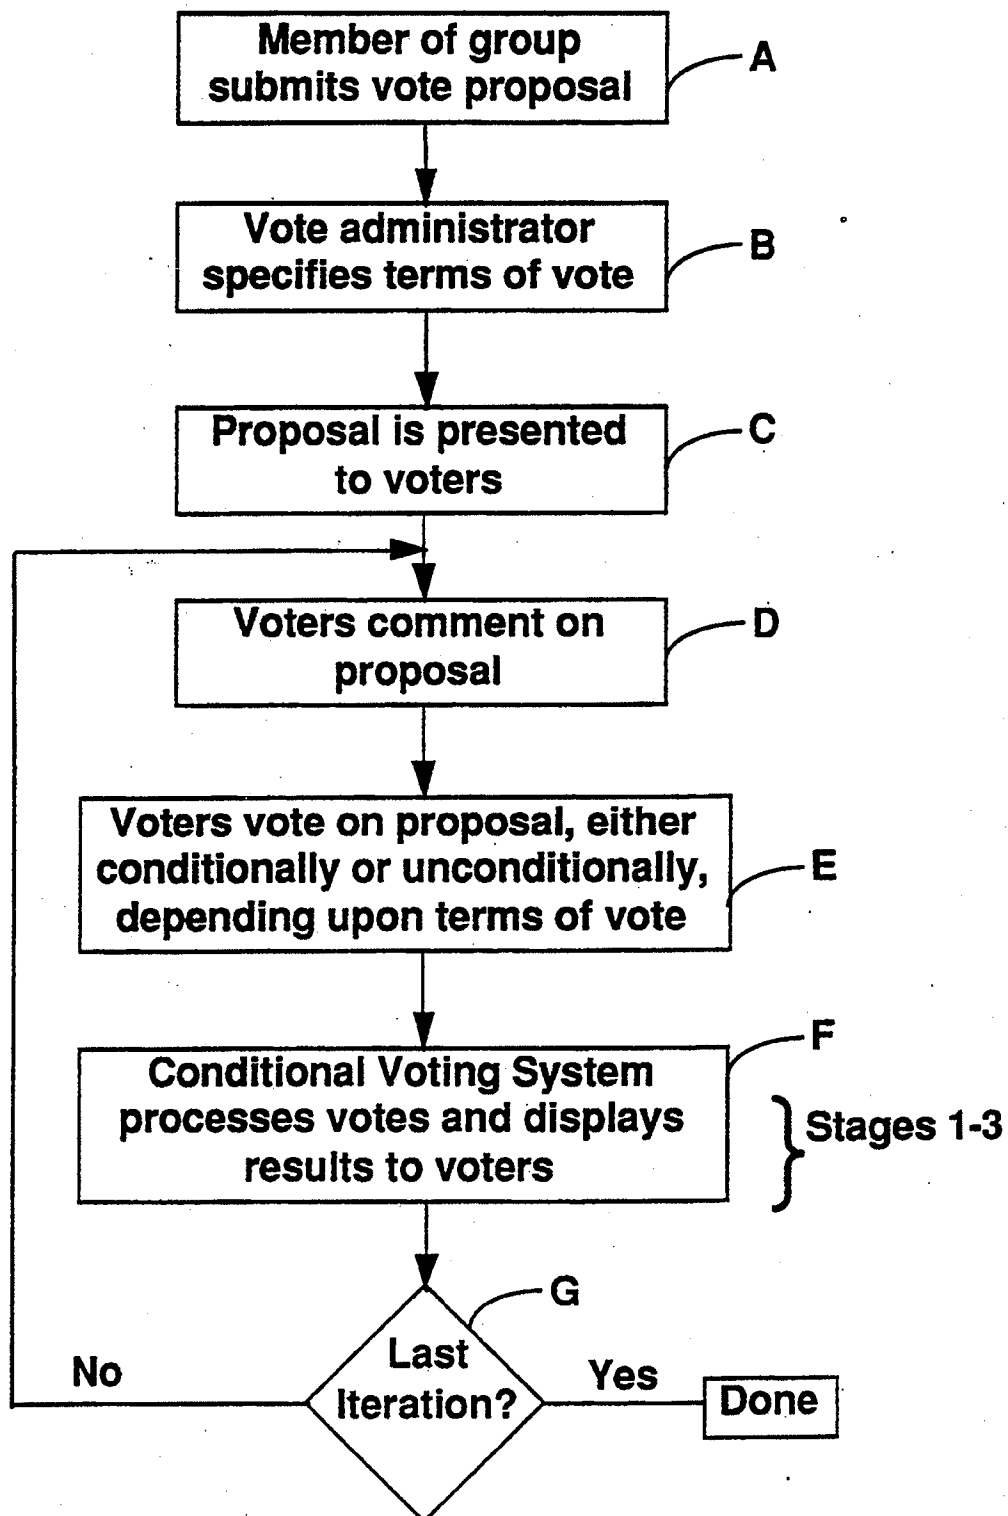 Member of group
submits vote proposal
A
Vote administrator
specifies terms of vote
B
Proposal is presented
to voters
C
Voters comment on
proposal
D
Voters vote on proposal, either
conditionally or unconditionally,
depending upon terms of vote
E
Conditional Voting System
processes votes and displays
results to voters
F
Stages 1-3
G
Last
Iteration?
No
Yes
Done